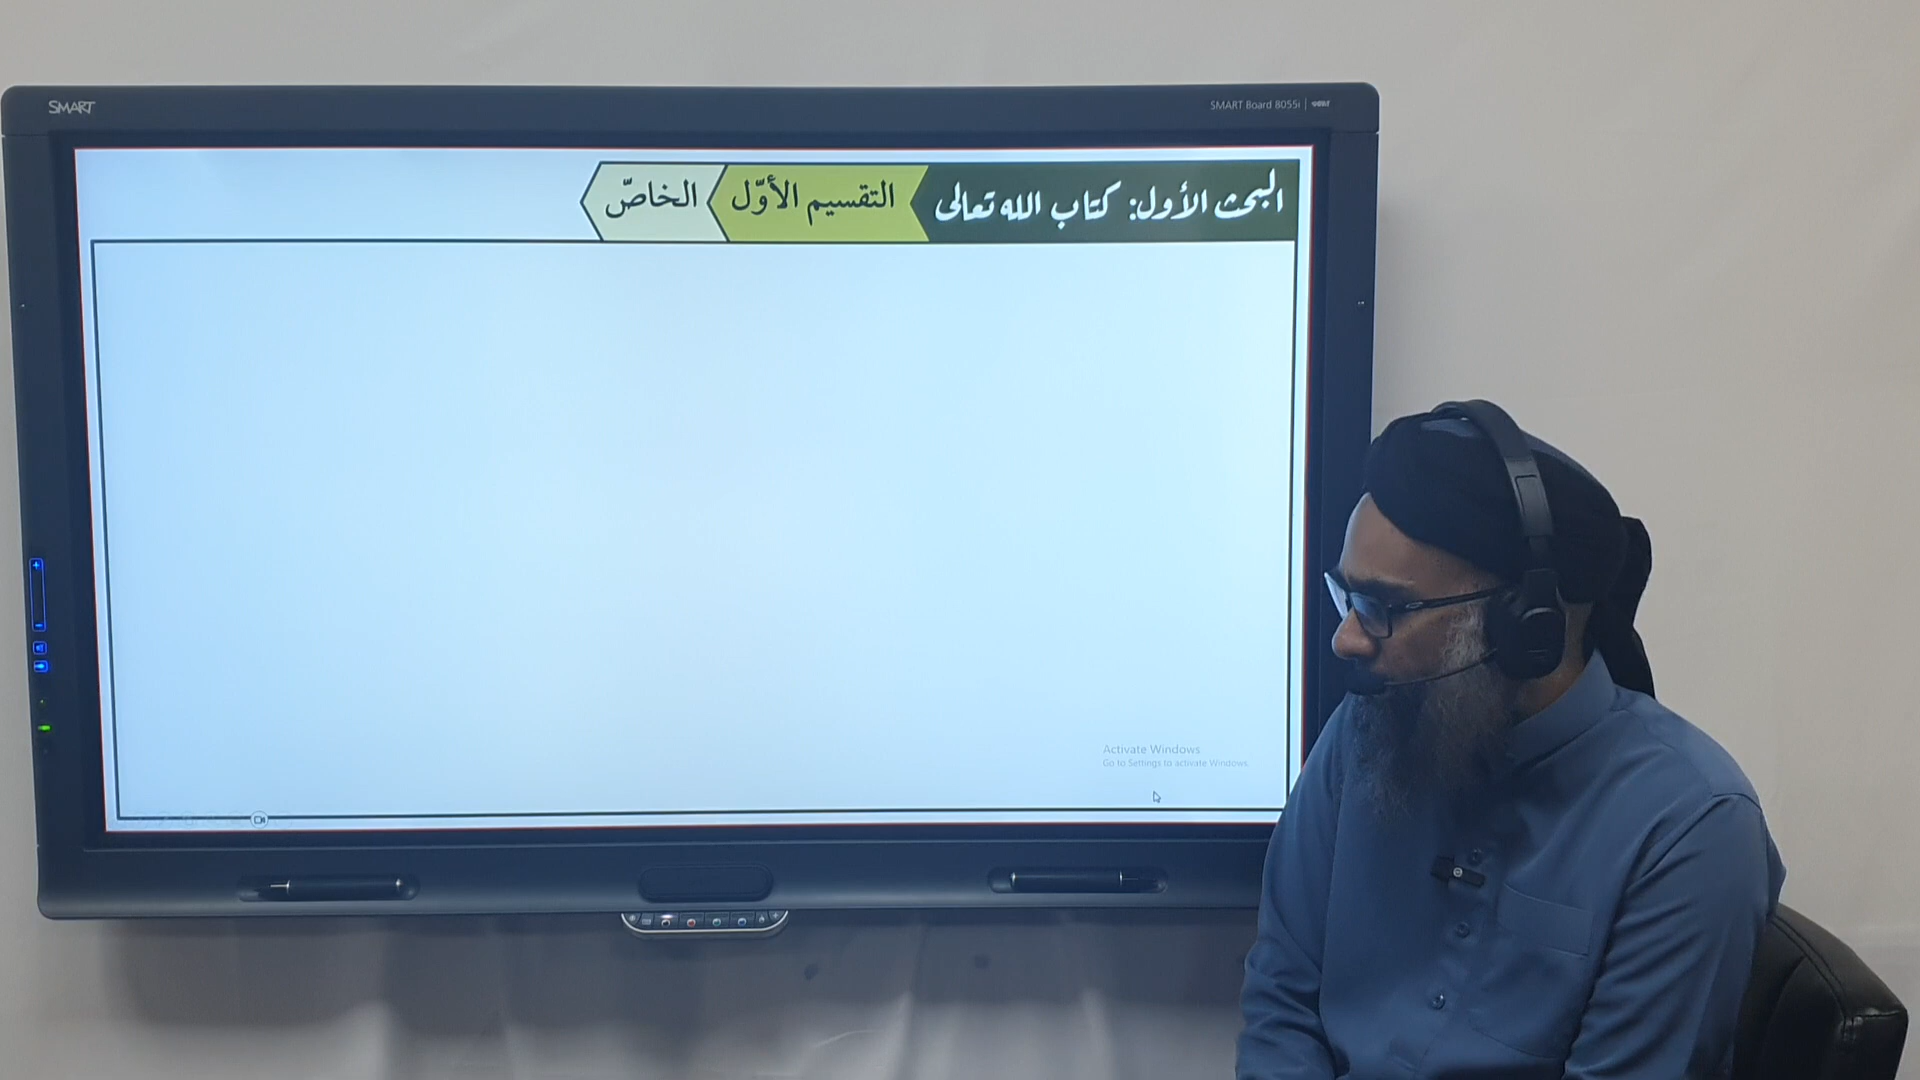 SMART
SMART Board 8055i
البحث الأول: كتاب الله تعالى
التقسيم الأوّل
الخاصّ
Activate Windows
Go to Settings to activate Windows.